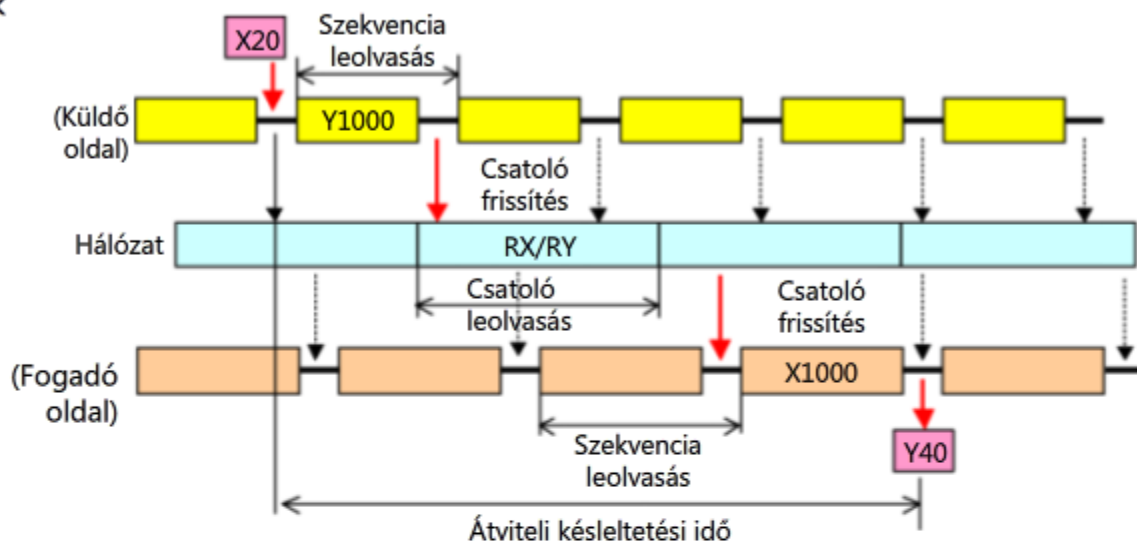 X20
Szekvencia
leolvasás
(Küldő
oldal)
Y1000
Csatoló
frissítés
Hálózat
RX/RY
Csatoló
leolvasás
Csatoló
frissítés
(Fogadó
oldal)
X1000
Szekvencia
leolvasás
Y40
Átviteli késleltetési idő